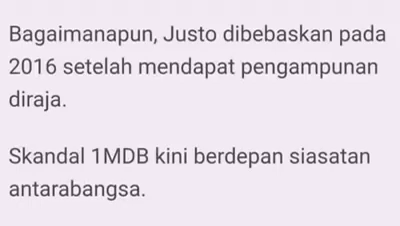 Bagaimanapun, Justo dibebaskan pada
2016 setelah mendapat pengampunan
diraja.
Skandal 1MDB kini berdepan siasatan
antarabangsa.